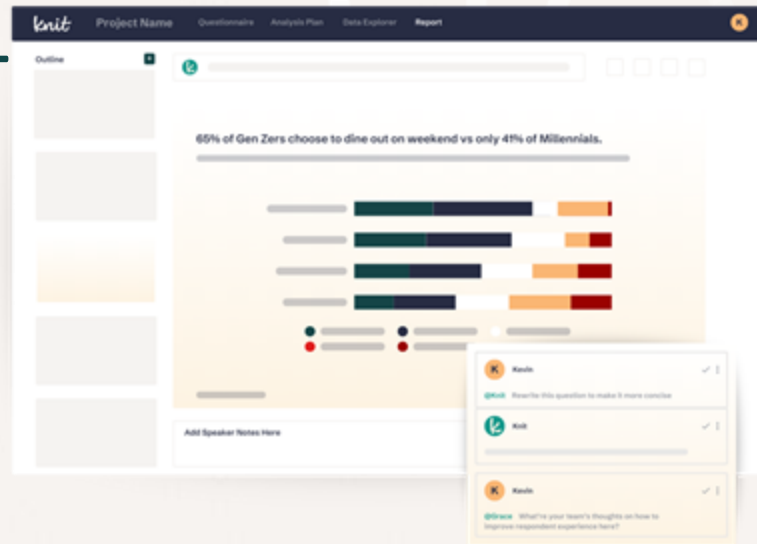 knit Project Name Questionnaire Analysis Plan Data Explorer Report K
Outline +
k
65% of Gen Zers choose to dine out on weekend vs only 41% of Millennials.
K Kevin
@Knit Rewrite this question to make it more concise
k Knit
Add Speaker Notes Here
K Kevin
@Grace What're your team's thoughts on how to
improve respondent experience here?